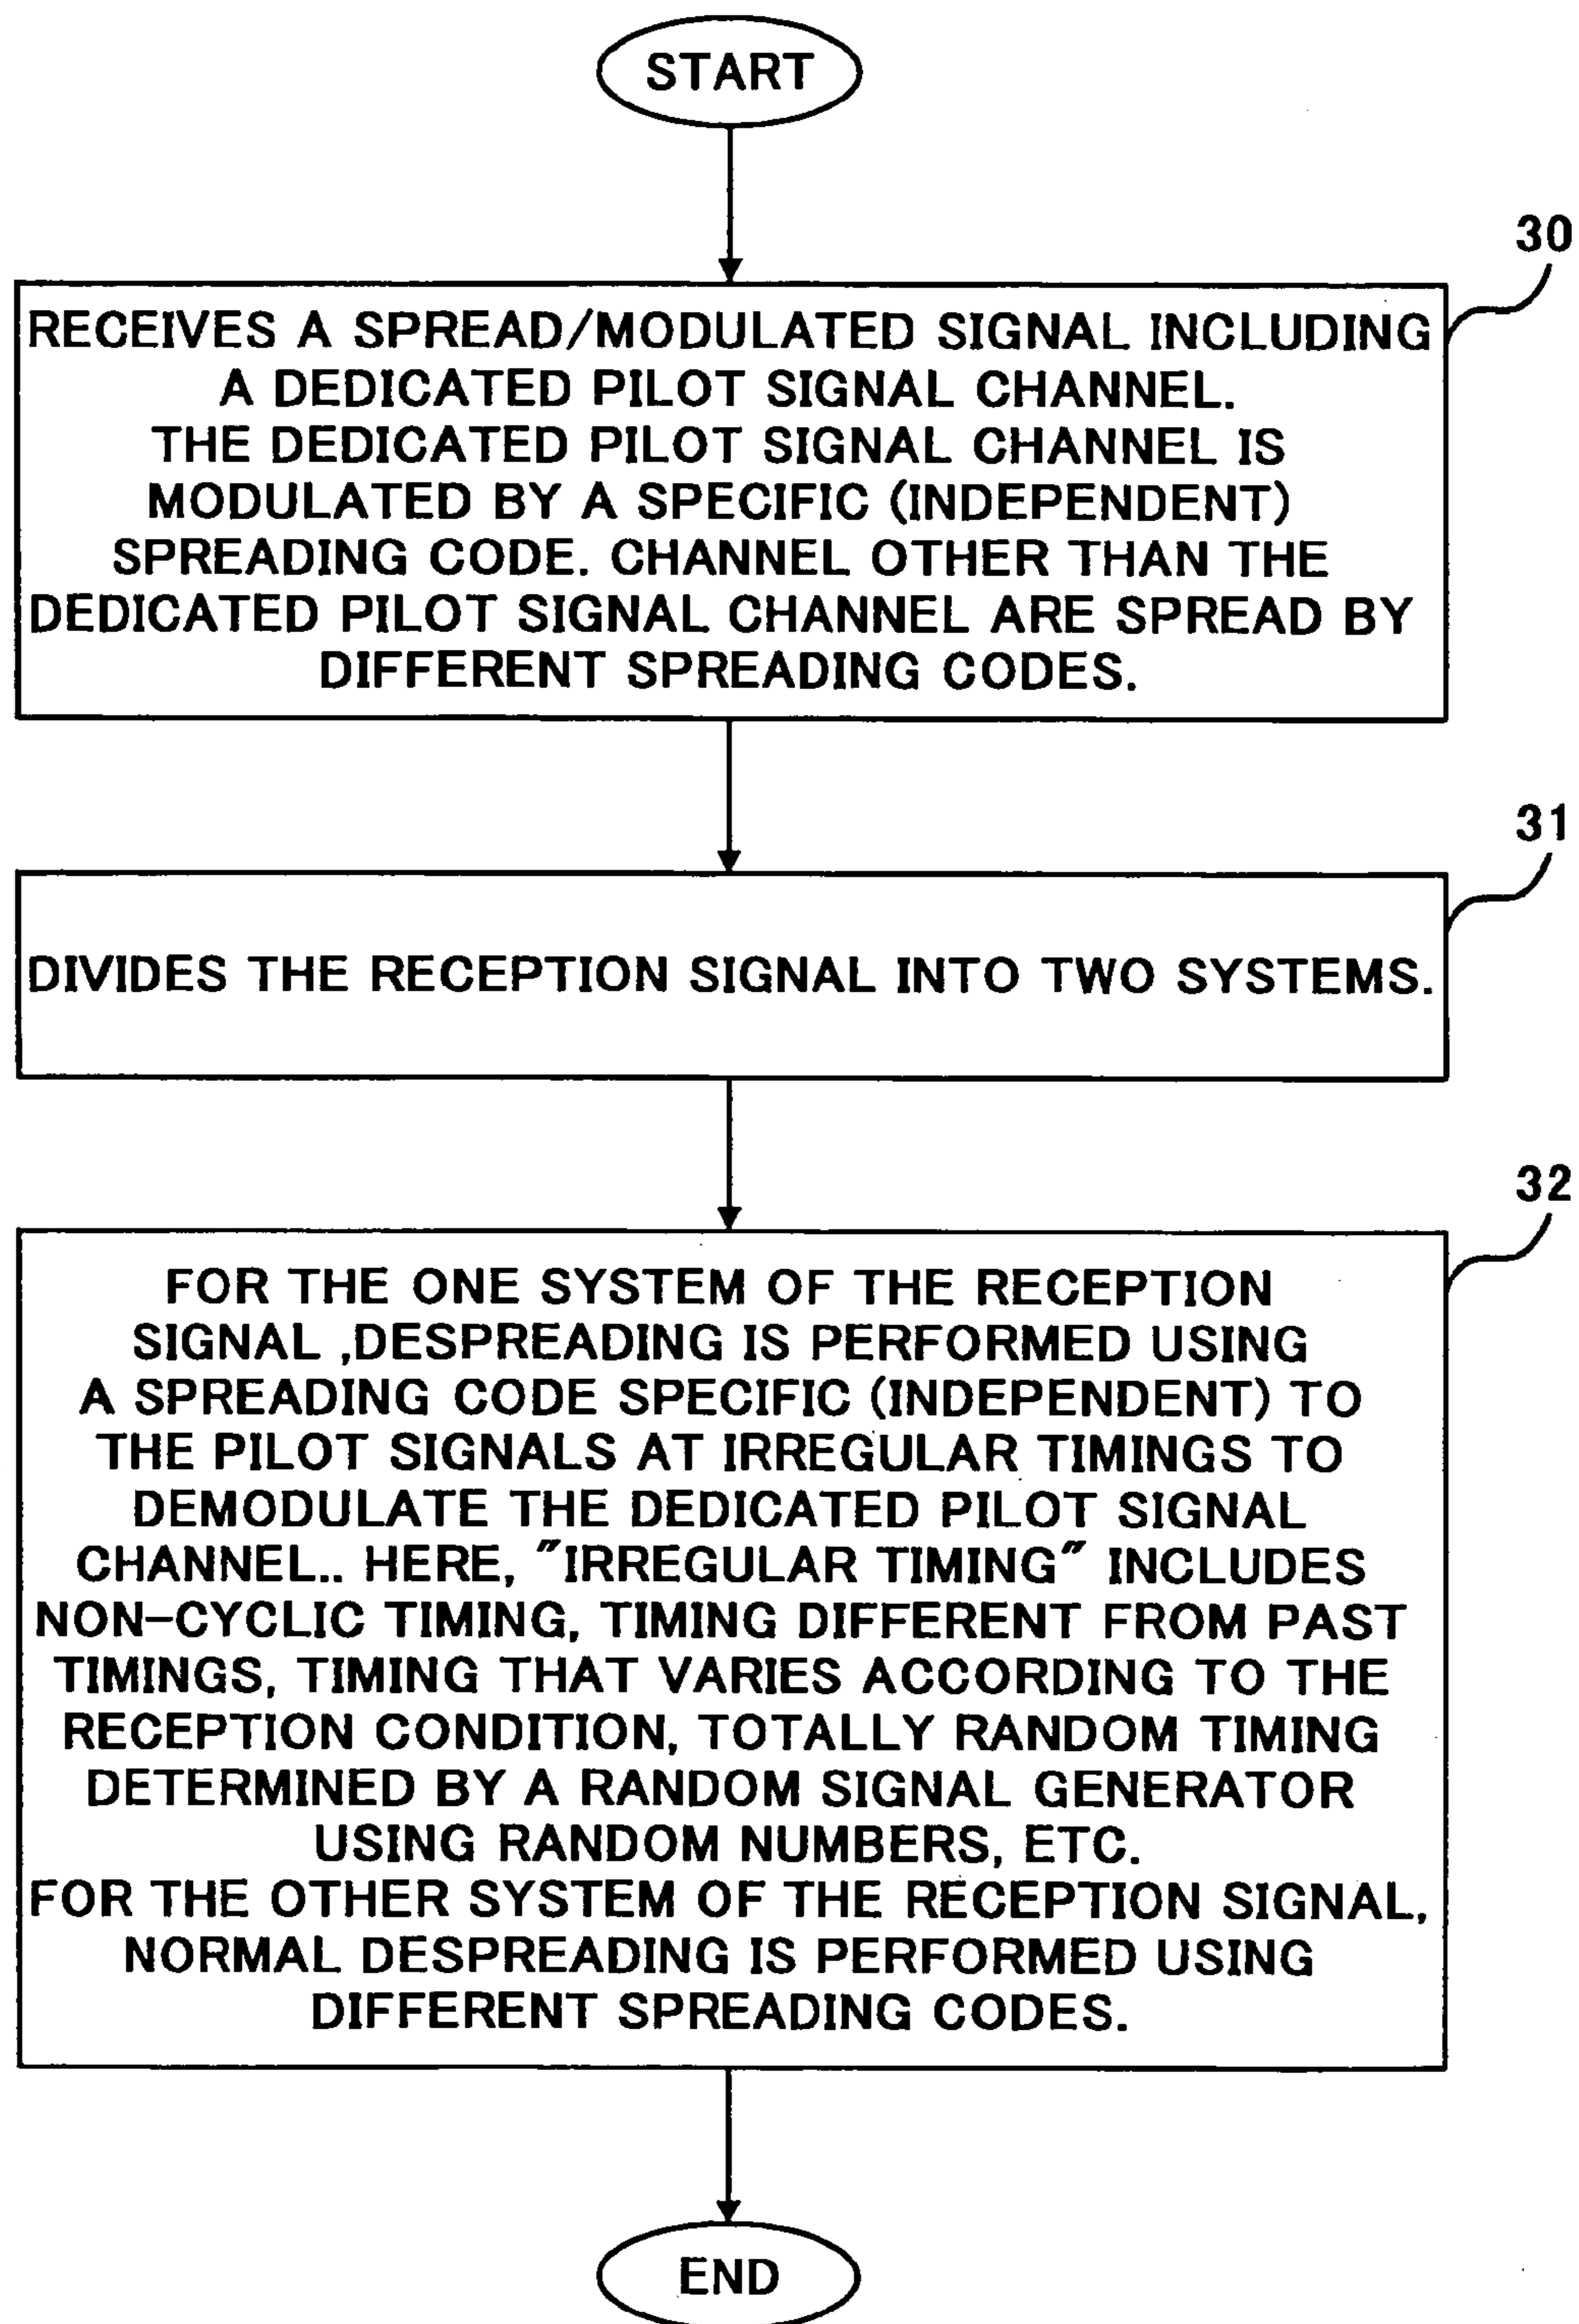 START
30
RECEIVES A SPREAD/MODULATED SIGNAL INCLUDING
A DEDICATED PILOT SIGNAL CHANNEL.
THE DEDICATED PILOT SIGNAL CHANNEL IS
MODULATED BY A SPECIFIC (INDEPENDENT)
SPREADING CODE. CHANNEL OTHER THAN THE
DEDICATED PILOT SIGNAL CHANNEL ARE SPREAD BY
DIFFERENT SPREADING CODES.
31
DIVIDES THE RECEPTION SIGNAL INTO TWO SYSTEMS.
32
FOR THE ONE SYSTEM OF THE RECEPTION
SIGNAL ,DESPREADING IS PERFORMED USING
A SPREADING CODE SPECIFIC (INDEPENDENT) TO
THE PILOT SIGNALS AT IRREGULAR TIMINGS TO
DEMODULATE THE DEDICATED PILOT SIGNAL
CHANNEL.. HERE, "IRREGULAR TIMING" INCLUDES
NON-CYCLIC TIMING, TIMING DIFFERENT FROM PAST
TIMINGS, TIMING THAT VARIES ACCORDING TO THE
RECEPTION CONDITION, TOTALLY RANDOM TIMING
DETERMINED BY A RANDOM SIGNAL GENERATOR
USING RANDOM NUMBERS, ETC.
FOR THE OTHER SYSTEM OF THE RECEPTION SIGNAL,
NORMAL DESPREADING IS PERFORMED USING
DIFFERENT SPREADING CODES.
END